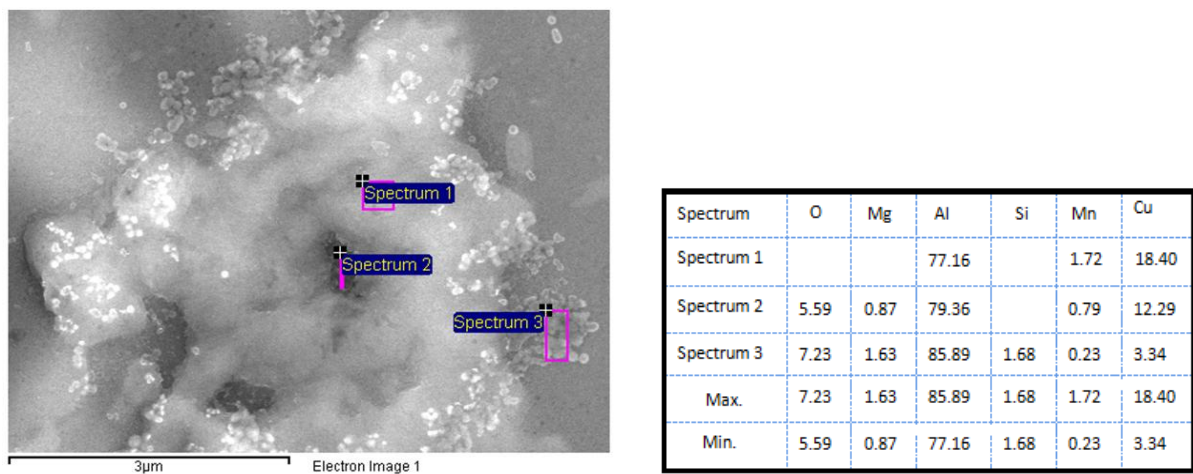 Spectrum 1
Spectrum 2
Spectrum 3
3μm
Electron Image 1
Spectrum O Mg Al Si Mn Cu
Spectrum 1 77.16 1.72 18.40
Spectrum 2 5.59 0.87 79.36 0.79 12.29
Spectrum 3 7.23 1.63 85.89 1.68 0.23 3.34
Max. 7.23 1.63 85.89 1.68 1.72 18.40
Min. 5.59 0.87 77.16 1.68 0.23 3.34